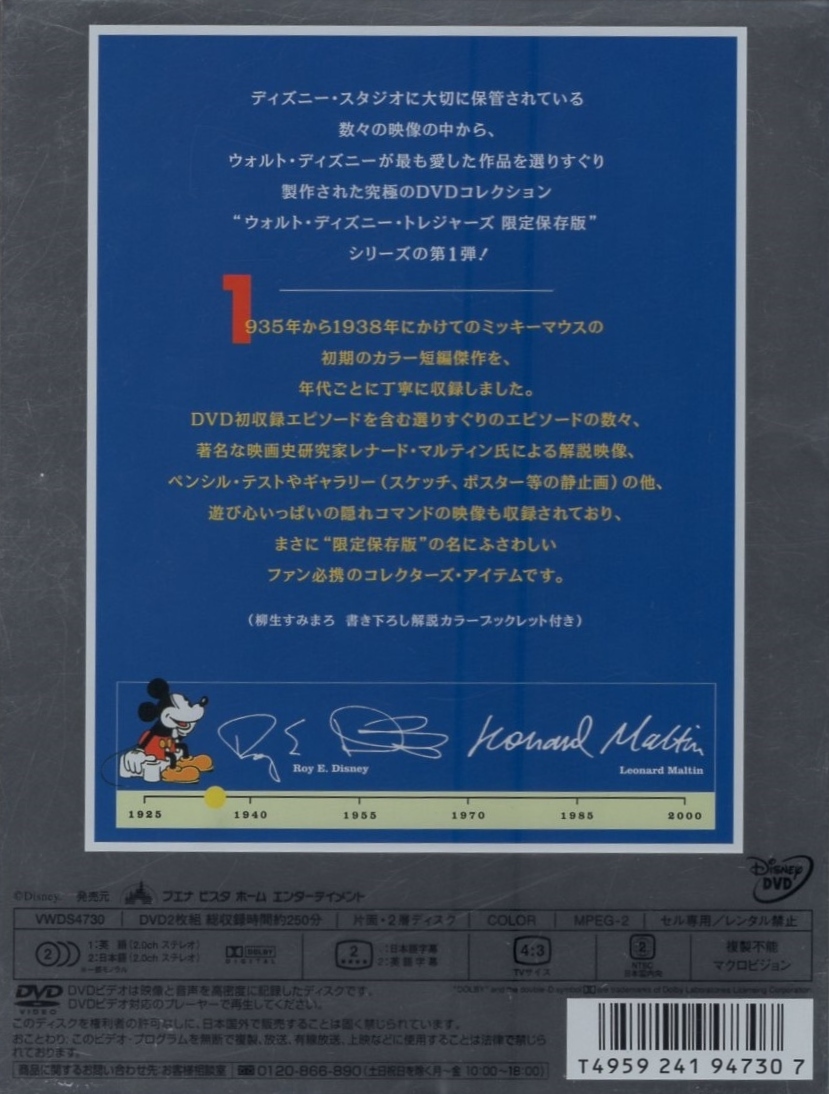 ディズニー・スタジオに大切に保管されている
数々の映像の中から、
ウォルト・ディズニーが最も愛した作品を選りすぐり
製作された究極のDVDコレクション
“ウォルト・ディズニー・トレジャーズ 限定保存版”
シリーズの第1弾!
1935年から1938年にかけてのミッキーマウスの
初期のカラー短編傑作を、
年代ごとに丁寧に収録しました。
DVD初収録エピソードを含む選りすぐりのエピソードの数々、
著名な映画史研究家レナード・マルティン氏による解説映像、
ペンシル・テストやギャラリー(スケッチ、ポスター等の静止画)の他、
遊び心いっぱいの隠れコマンドの映像も収録されており、
まさに“限定保存版”の名にふさわしい
ファン必携のコレクターズ・アイテムです。
(柳生すみまろ 書き下ろし解説カラーブックレット付き)
Roy E. Disney Leonard Maltin
Roy E. Disney Leonard Maltin
1925 1940 1955 1970 1985 2000
Disney DVD
©Disney. 発売元 ブエナ ビスタ ホーム エンターテイメント
VWDS4730 DVD2枚組 総収録時間約250分 片面・2層ディスク COLOR MPEG-2 セル専用/レンタル禁止
2 1:英 語(2.0ch ステレオ) DOLBY DIGITAL 2 1:日本語字幕 4:3 2 複製不能
2:日本語(2.0ch ステレオ) 2:英語字幕 TVサイズ NTSC 日本国内向 マクロビジョン
※一部モノラル
DVD VIDEO DVDビデオは映像と音声を高密度に記録したディスクです。
DVDビデオ対応のプレーヤーで再生してください。
"DOLBY" and the double-D symbol are trademarks of Dolby Laboratories Licensing Corporation
このディスクを権利者の許可なしに、日本国外で販売することは固く禁じられています。
おことわり、このビデオ・プログラムを無断で複製、放送、有線放送、上映などに使用することは法律で禁じら
れております。
商品に関するお問い合わせ先:お客様相談室 0120-866-890(土日祝日を除く月~金 10:00~18:00)
T4959 241 94730 7